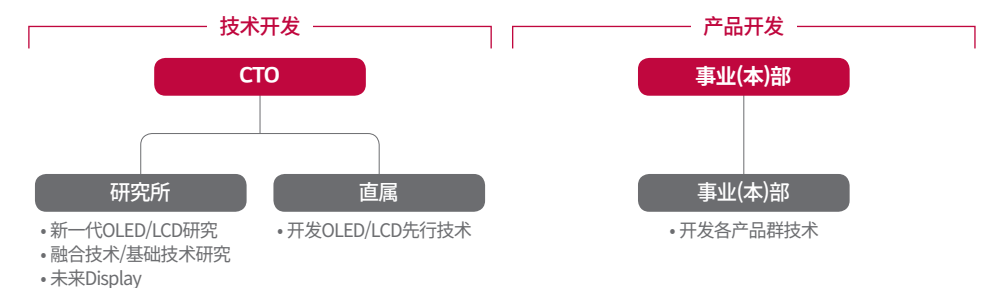 技术开发
产品开发
CTO
事业(本)部
研究所
直属
事业(本)部
• 新一代OLED/LCD研究
• 融合技术/基础技术研究
• 未来Display
• 开发OLED/LCD先行技术
• 开发各产品群技术